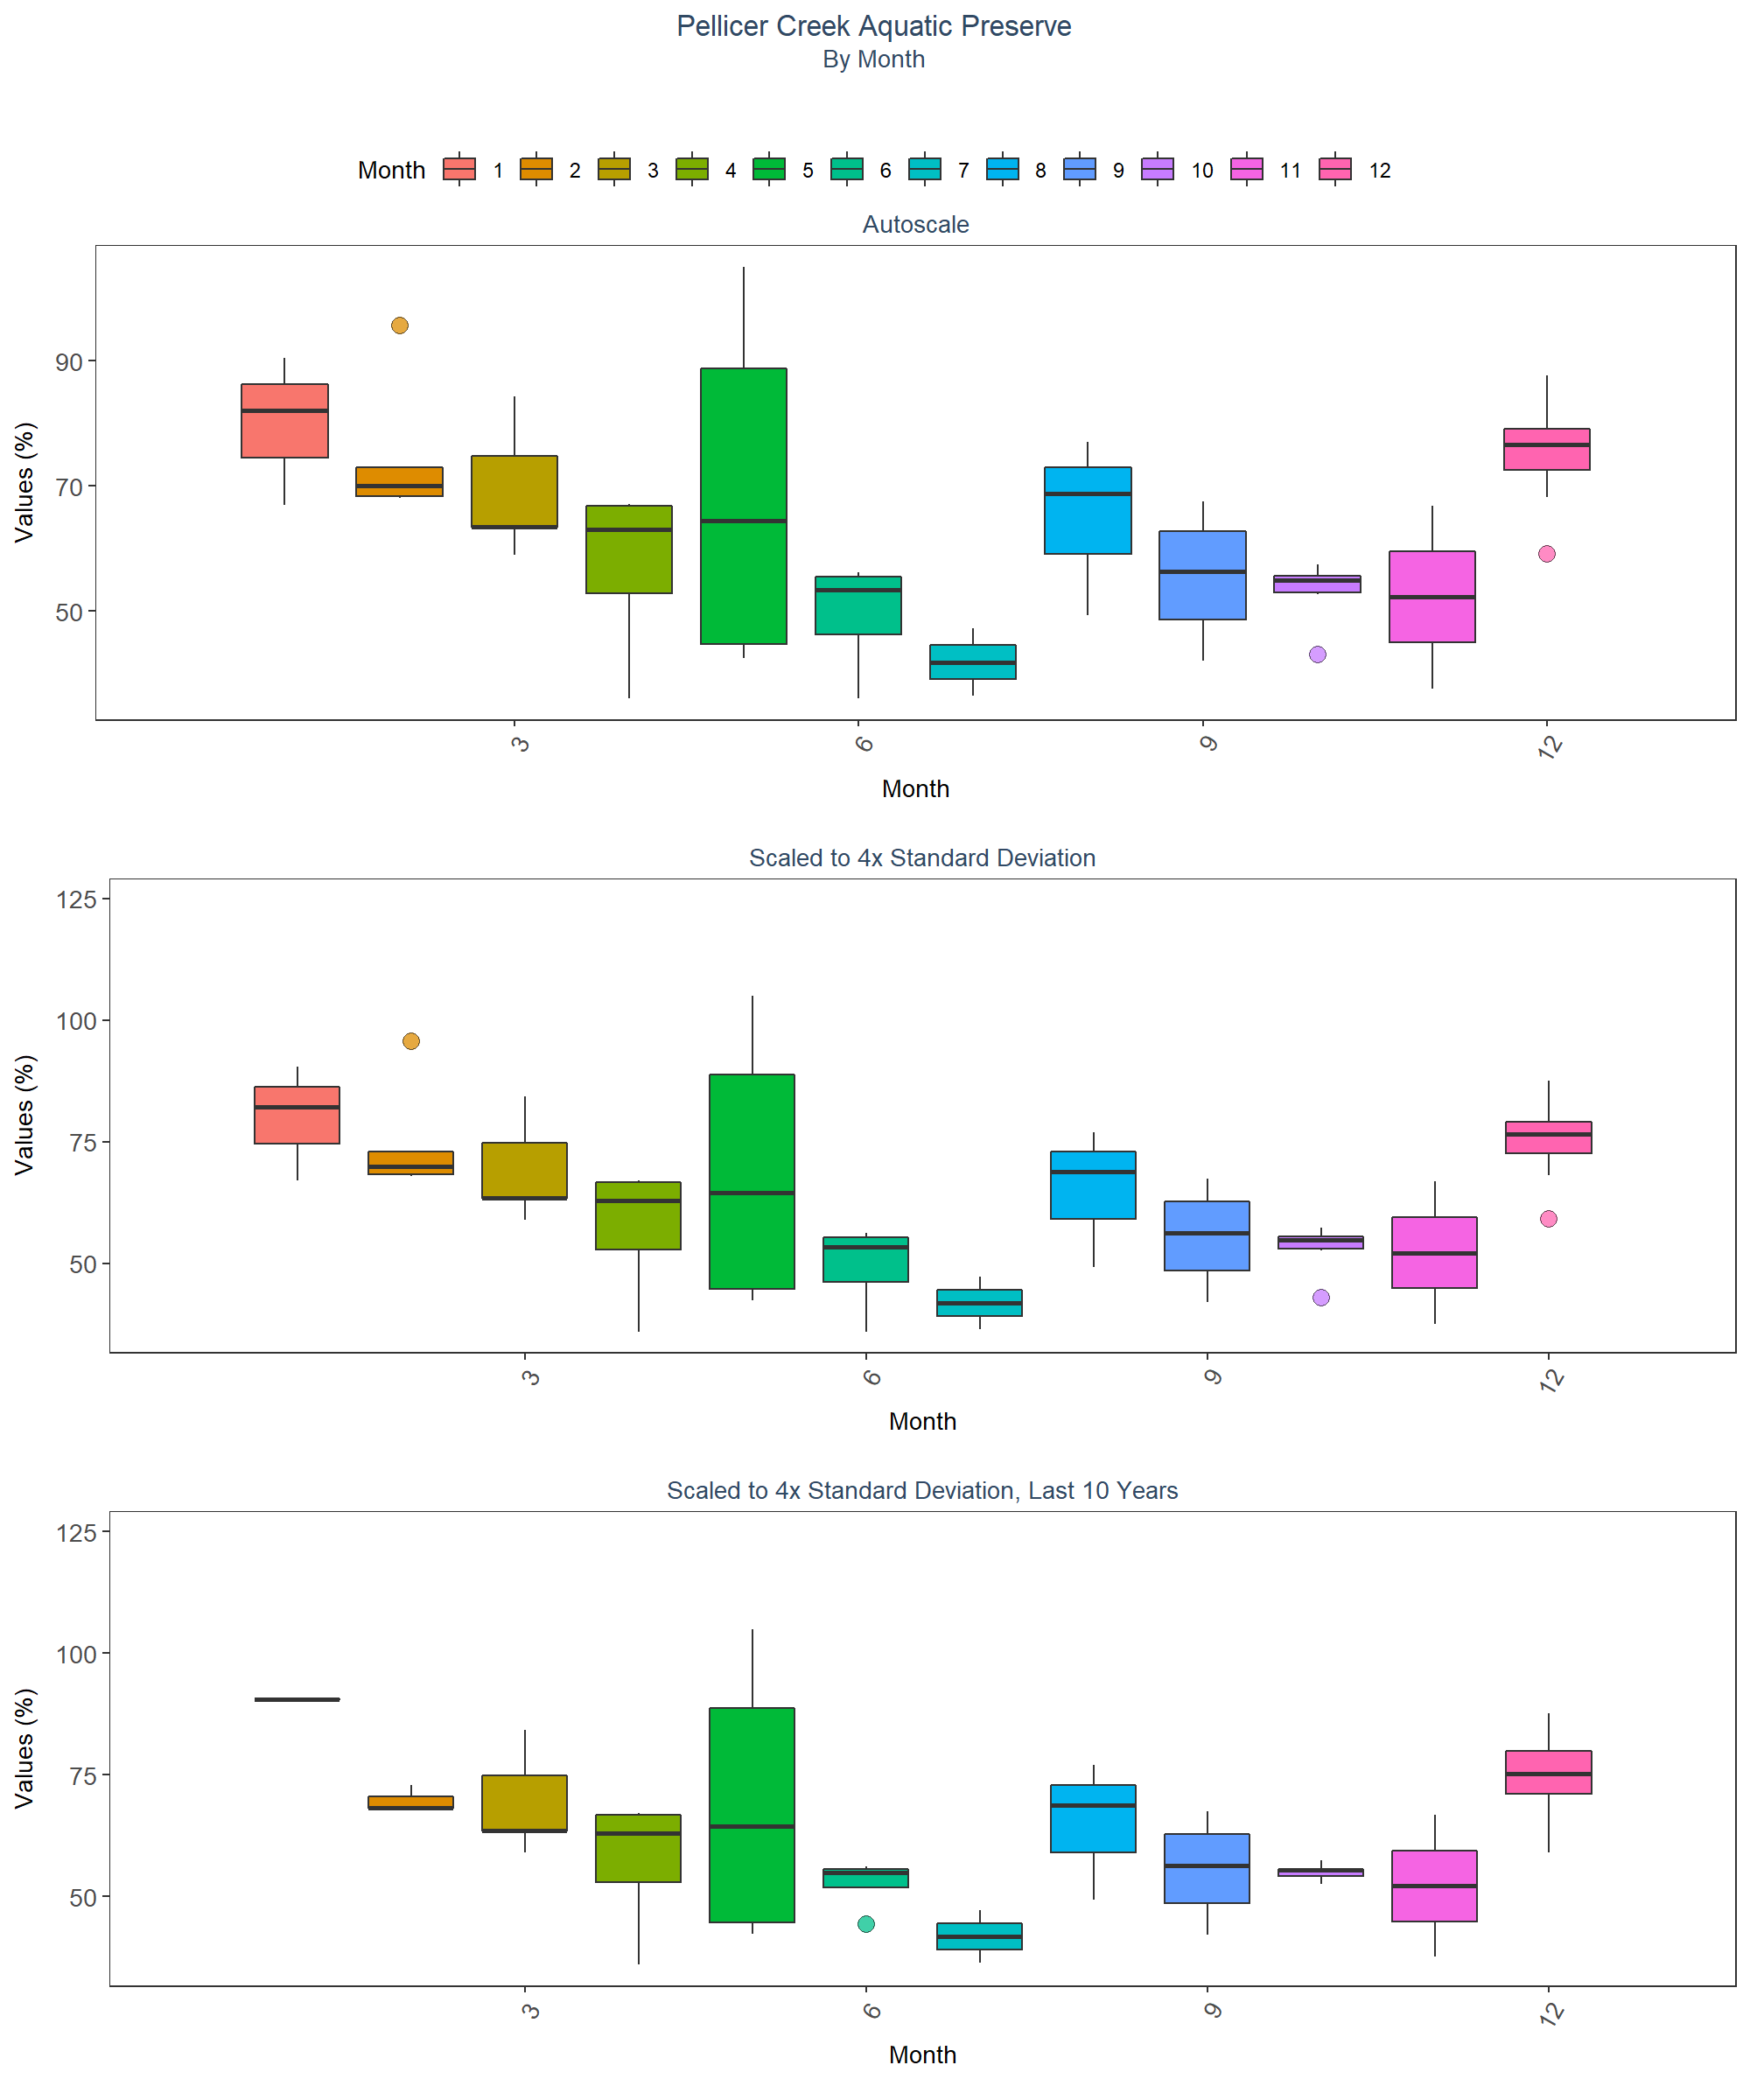 Pellicer Creek Aquatic Preserve
By Month
Month 1 2 3 4 5 6 7 8 9 10 11 12
Autoscale
Values (%)
90
70
50
3 6 9 12
Month
Scaled to 4x Standard Deviation
Values (%)
125
100
75
50
3 6 9 12
Month
Scaled to 4x Standard Deviation, Last 10 Years
Values (%)
125
100
75
50
3 6 9 12
Month